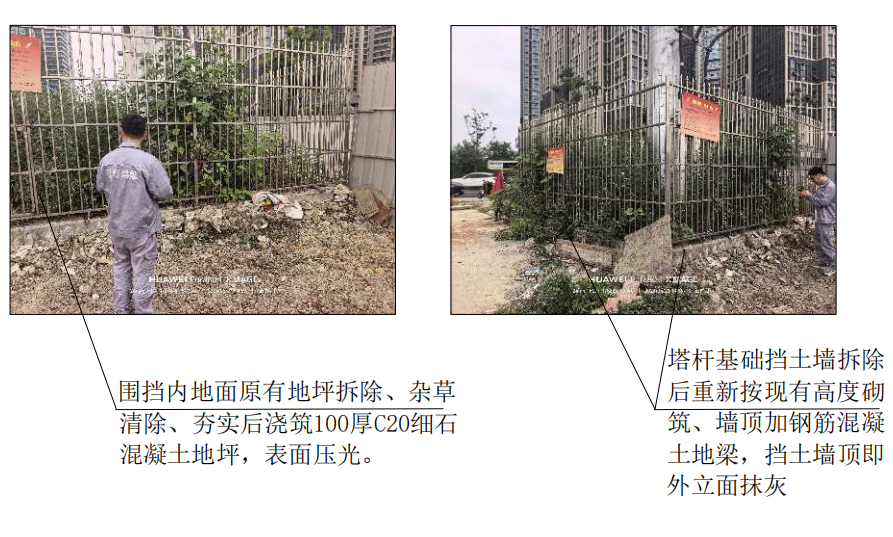 HUAWEI
XMAGE
HUAWEI
XMAGE
围挡内地面原有地坪拆除、杂草
清除、夯实后浇筑100厚C20细石
混凝土地坪，表面压光。
塔杆基础挡土墙拆除
后重新按现有高度砌
筑、墙顶加钢筋混凝
土地梁，挡土墙顶即
外立面抹灰